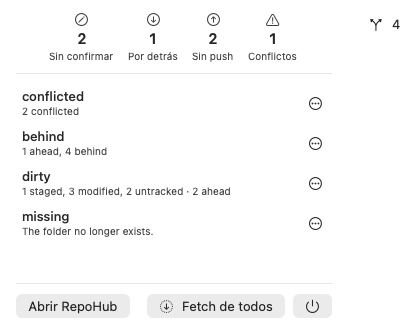 2
Sin confirmar
1
Por detrás
2
Sin push
1
Conflictos
4
conflicted
2 conflicted
behind
1 ahead, 4 behind
dirty
1 staged, 3 modified, 2 untracked · 2 ahead
missing
The folder no longer exists.
Abrir RepoHub
Fetch de todos